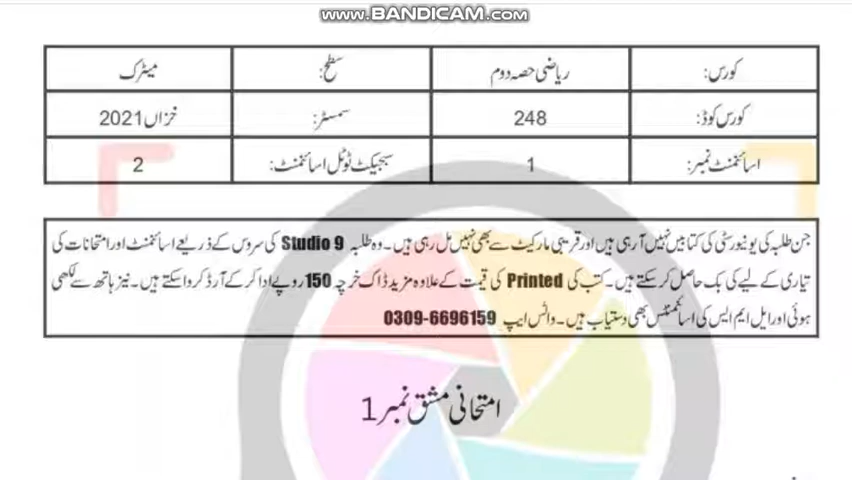 www.BANDICAM.com
کورس: ریاضی حصہ دوم سطح: میٹرک
کورس کوڈ: 248 سمسٹر: خزاں 2021
اسائنمنٹ نمبر: 1 سبجیکٹ ٹوٹل اسائنمنٹ: 2
جن طلبہ کی یونیورسٹی کی کتابیں نہیں آ رہی ہیں اور قریبی مارکیٹ سے بھی نہیں مل رہی ہیں۔ وہ طلبہ Studio 9 کی سروس کے ذریعے اسائنمنٹ اور امتحانات کی
تیاری کے لیے کی بک حاصل کر سکتے ہیں۔ کتب کی Printed کی قیمت کے علاوہ مزید ڈاک خرچہ 150 روپے ادا کر کے آرڈر کروا سکتے ہیں۔ نیز ہاتھ سے لکھی
ہوئی اور ایل ایم ایس کی اسائنمنٹس بھی دستیاب ہیں۔ واٹس ایپ 0309-6696159
امتحانی مشق نمبر 1